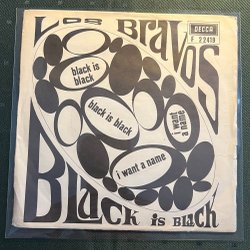 LOS BRAVOS
DECCA
F 22419
black is
black
black is black
i want
a name
i want a name
BLack is BLack